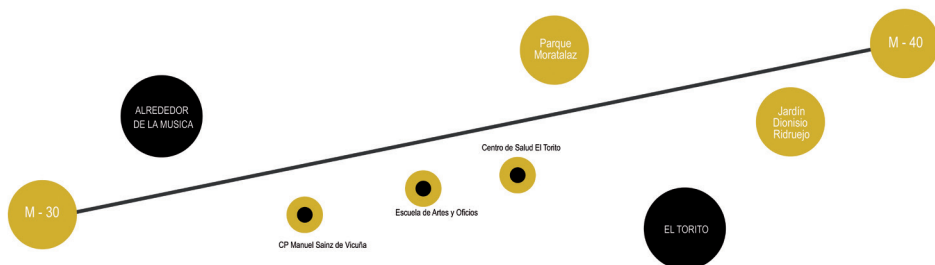 M - 40
Parque
Moratalaz
ALREDEDOR
DE LA MUSICA
Jardín
Dionisio
Ridruejo
Centro de Salud El Torito
Escuela de Artes y Oficios
M - 30
CP Manuel Sainz de Vicuña
EL TORITO